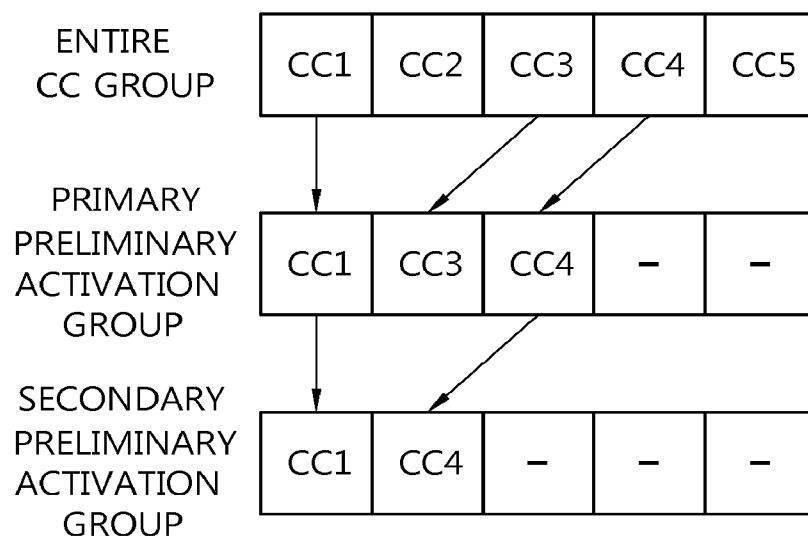 ENTIRE
CC GROUP
CC1 CC2 CC3 CC4 CC5
PRIMARY
PRELIMINARY
ACTIVATION
GROUP
CC1 CC3 CC4 – –
SECONDARY
PRELIMINARY
ACTIVATION
GROUP
CC1 CC4 – – –